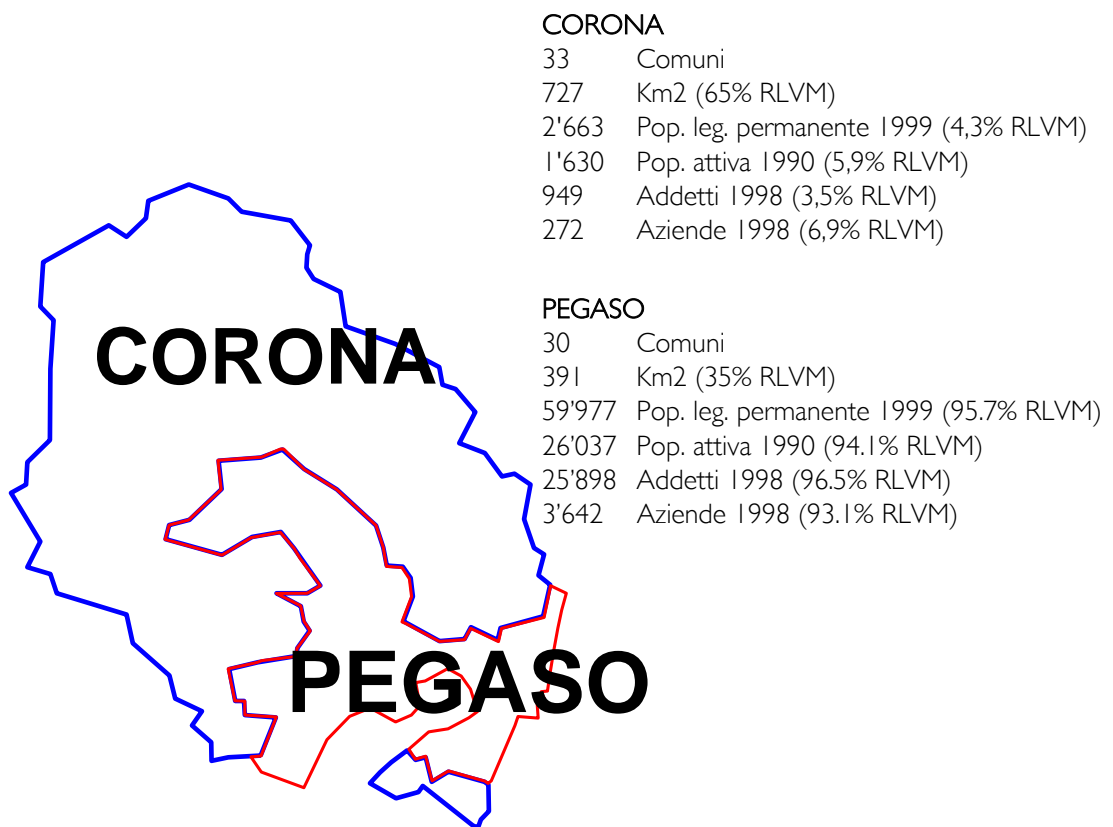 CORONA
33 Comuni
727 Km2 (65% RLVM)
2'663 Pop. leg. permanente 1999 (4,3% RLVM)
1'630 Pop. attiva 1990 (5,9% RLVM)
949 Addetti 1998 (3,5% RLVM)
272 Aziende 1998 (6,9% RLVM)
PEGASO
30 Comuni
391 Km2 (35% RLVM)
59'977 Pop. leg. permanente 1999 (95.7% RLVM)
26'037 Pop. attiva 1990 (94.1% RLVM)
25'898 Addetti 1998 (96.5% RLVM)
3'642 Aziende 1998 (93.1% RLVM)
CORONA
PEGASO